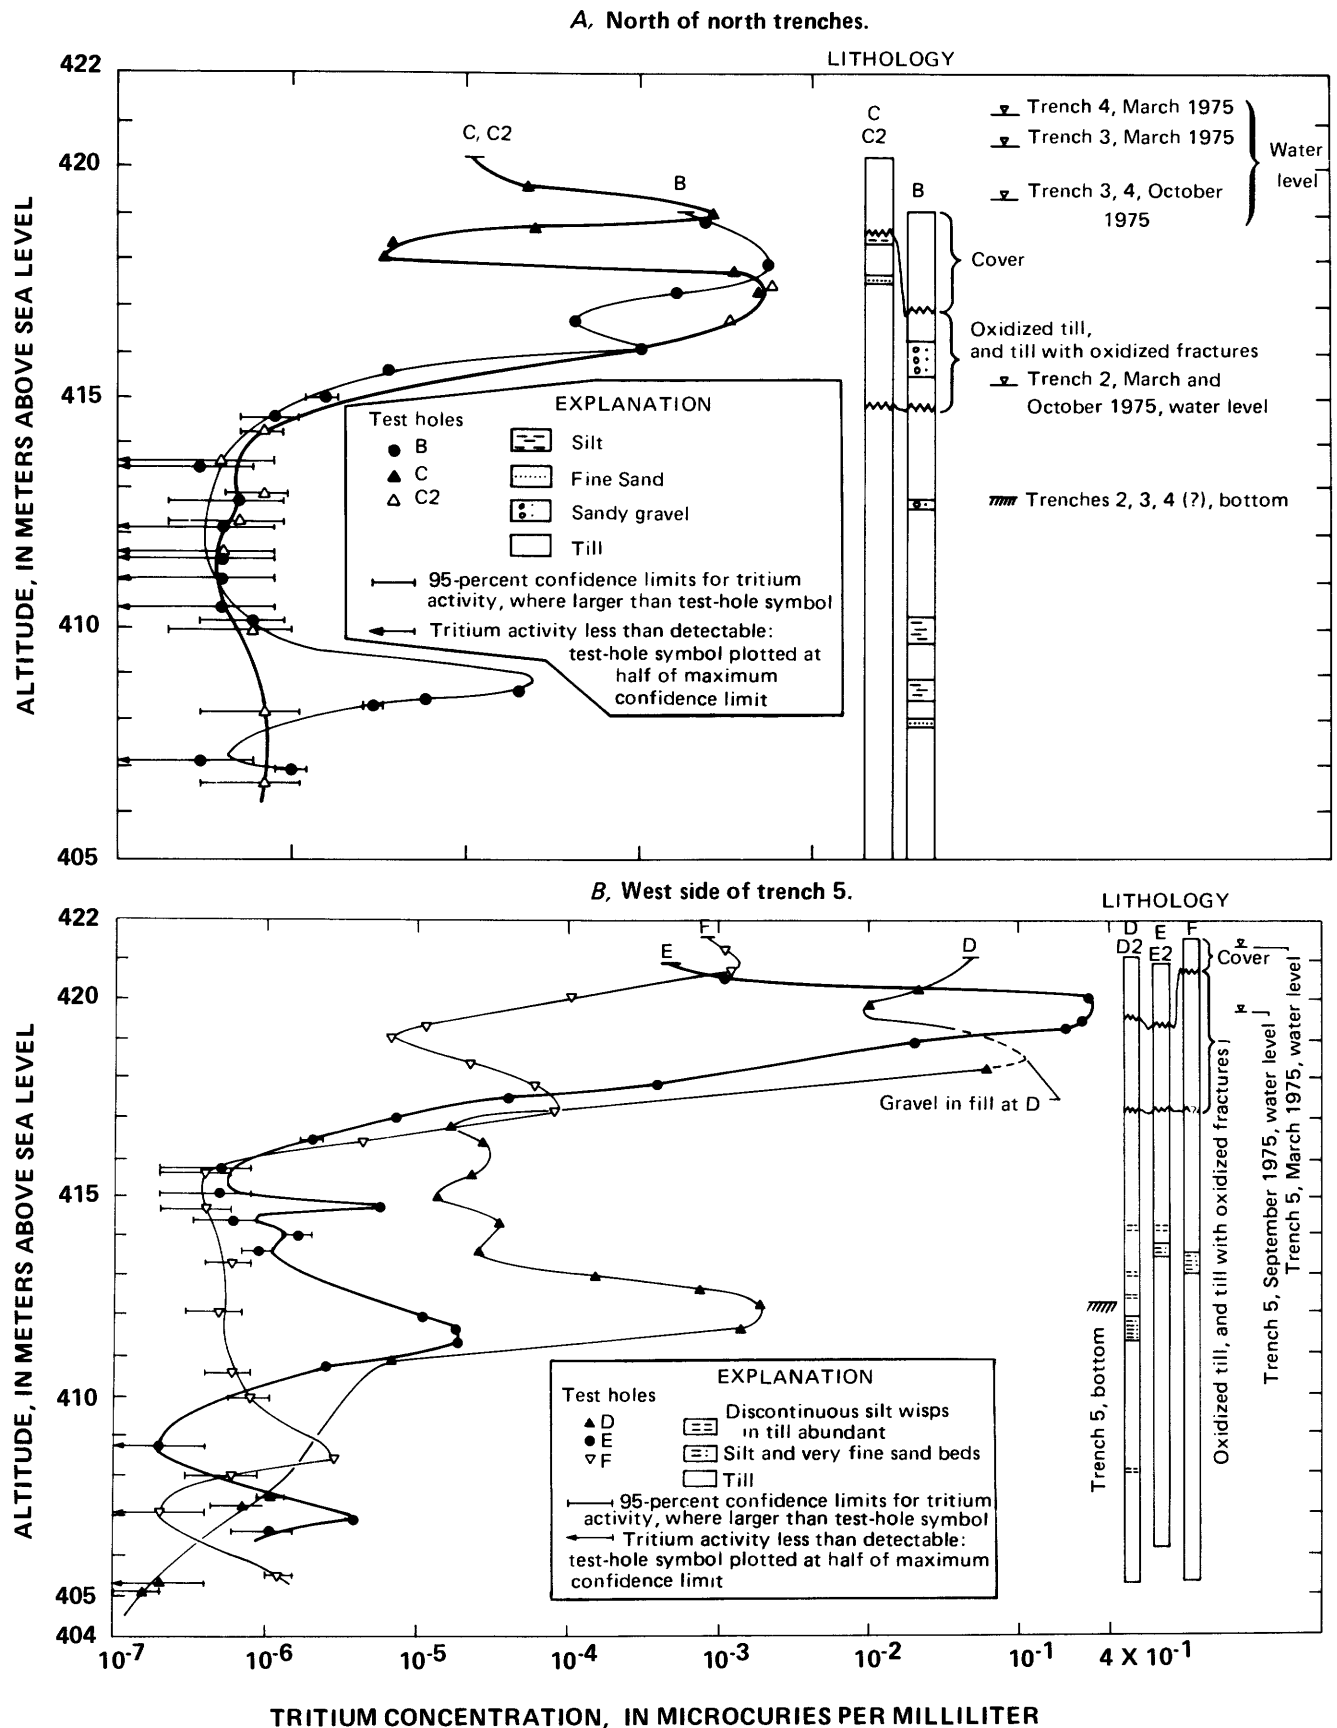 A, North of north trenches.
LITHOLOGY
422
420
415
410
405
ALTITUDE, IN METERS ABOVE SEA LEVEL
C, C2
B
C
C2
B
Trench 4, March 1975
Trench 3, March 1975
Trench 3, 4, October
1975
Water
level
Cover
Oxidized till,
and till with oxidized fractures
Trench 2, March and
October 1975, water level
Trenches 2, 3, 4 (?), bottom
EXPLANATION
Test holes
B
C
C2
Silt
Fine Sand
Sandy gravel
Till
95-percent confidence limits for tritium
activity, where larger than test-hole symbol
Tritium activity less than detectable:
test-hole symbol plotted at
half of maximum
confidence limit
B, West side of trench 5.
LITHOLOGY
422
420
415
410
405
404
ALTITUDE, IN METERS ABOVE SEA LEVEL
F
E
D
D
D2
E
E2
F
Cover
Gravel in fill at D
?
Oxidized till, and till with oxidized fractures
Trench 5, September 1975, water level
Trench 5, March 1975, water level
Trench 5, bottom
EXPLANATION
Test holes
D
E
F
Discontinuous silt wisps
in till abundant
Silt and very fine sand beds
Till
95-percent confidence limits for tritium
activity, where larger than test-hole symbol
Tritium activity less than detectable:
test-hole symbol plotted at half of maximum
confidence limit
10-7 10-6 10-5 10-4 10-3 10-2 10-1 4 X 10-1
TRITIUM CONCENTRATION, IN MICROCURIES PER MILLILITER